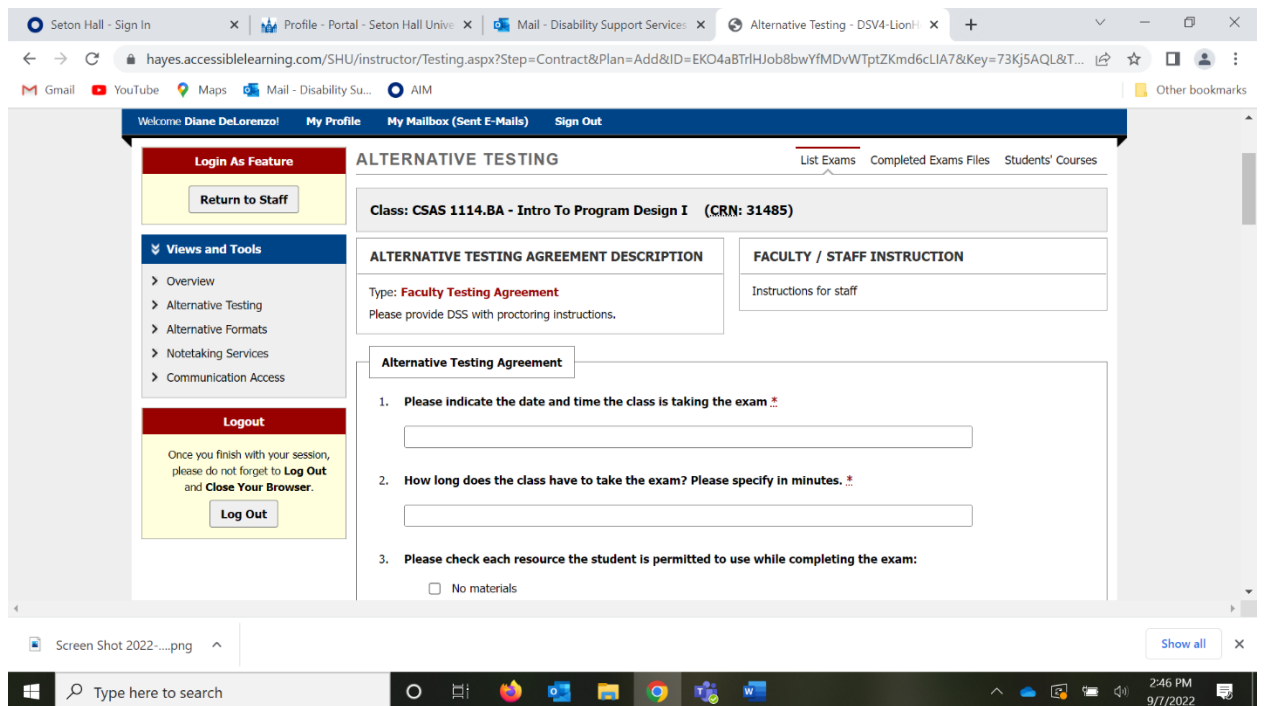 Seton Hall - Sign In
Profile - Portal - Seton Hall Unive
Mail - Disability Support Services
Alternative Testing - DSV4-LionH
hayes.accessiblelearning.com/SHU/instructor/Testing.aspx?Step=Contract&Plan=Add&ID=EKO4aBTrlHJob8bwYfMDvWTptZKmd6cLIA7&Key=73Kj5AQL&T...
Gmail
YouTube
Maps
Mail - Disability Su...
AIM
Other bookmarks
Welcome Diane DeLorenzo!
My Profile
My Mailbox (Sent E-Mails)
Sign Out
Login As Feature
Return to Staff
Views and Tools
Overview
Alternative Testing
Alternative Formats
Notetaking Services
Communication Access
Logout
Once you finish with your session,
please do not forget to Log Out
and Close Your Browser.
Log Out
ALTERNATIVE TESTING
List Exams
Completed Exams Files
Students' Courses
Class: CSAS 1114.BA - Intro To Program Design I (CRN: 31485)
ALTERNATIVE TESTING AGREEMENT DESCRIPTION
Type: Faculty Testing Agreement
Please provide DSS with proctoring instructions.
FACULTY / STAFF INSTRUCTION
Instructions for staff
Alternative Testing Agreement
1. Please indicate the date and time the class is taking the exam *
2. How long does the class have to take the exam? Please specify in minutes. *
3. Please check each resource the student is permitted to use while completing the exam:
No materials
Screen Shot 2022-....png
Show all
Type here to search
2:46 PM
9/7/2022